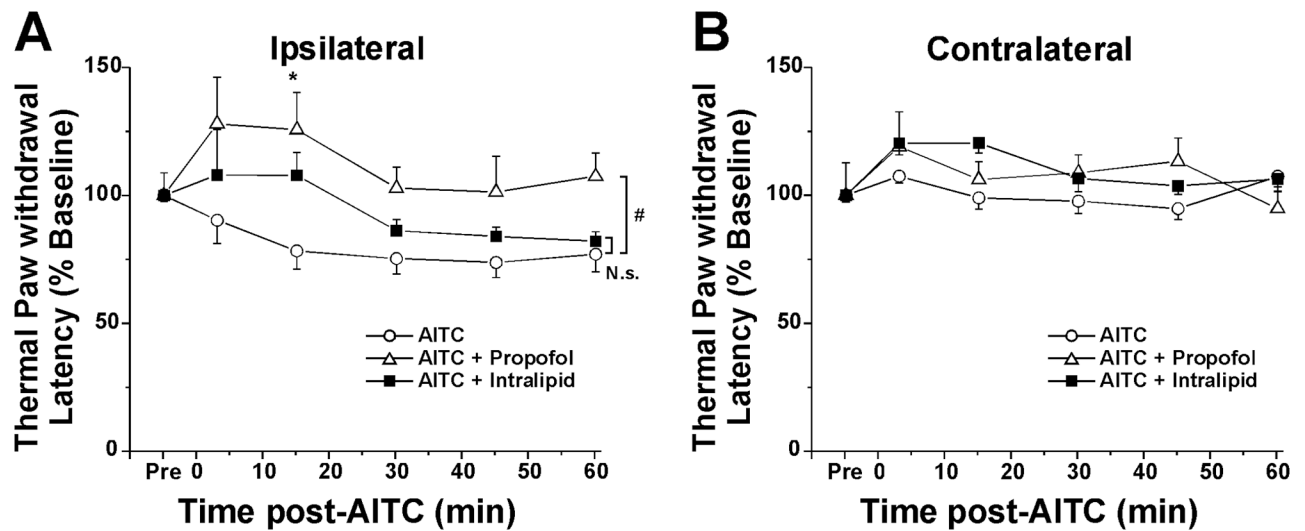 A
Ipsilateral
Thermal Paw withdrawal
Latency (% Baseline)
150
100
50
0
*
#
N.s.
AITC
AITC + Propofol
AITC + Intralipid
Pre 0 10 20 30 40 50 60
Time post-AITC (min)
B
Contralateral
Thermal Paw withdrawal
Latency (% Baseline)
150
100
50
0
AITC
AITC + Propofol
AITC + Intralipid
Pre 0 10 20 30 40 50 60
Time post-AITC (min)